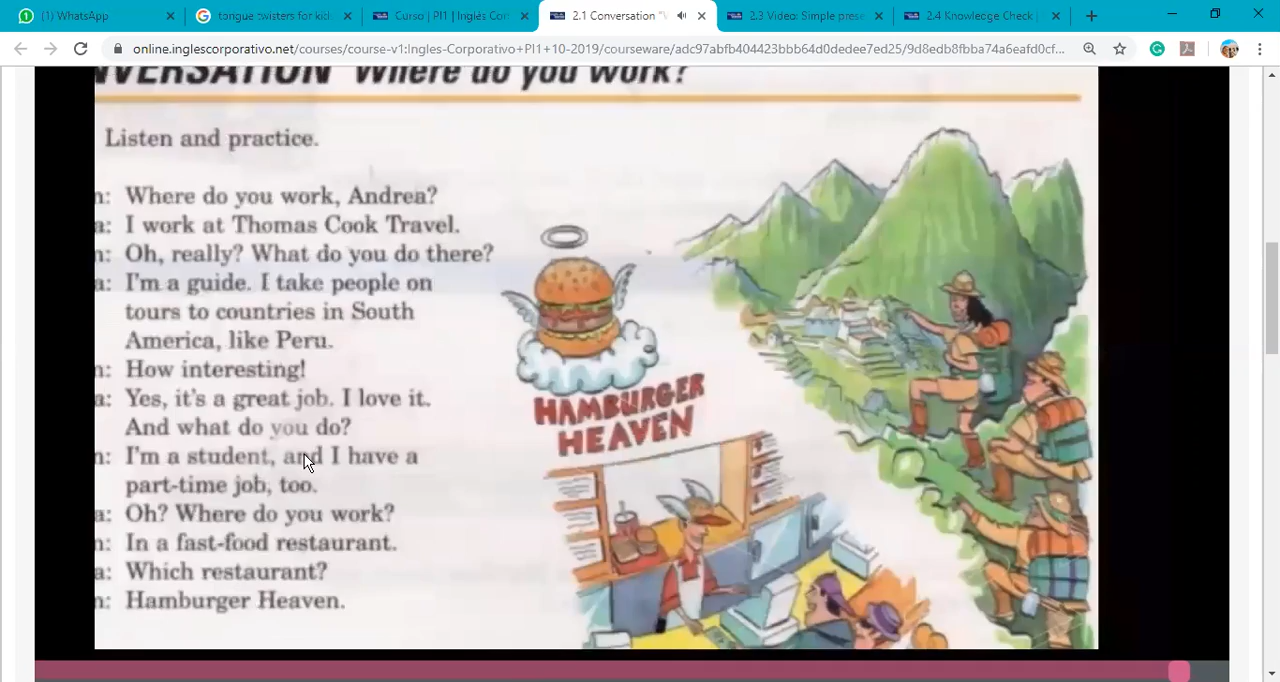 (1) WhatsApp
tongue twisters for kid
Curso | PI1 | Inglés Cor
2.1 Conversation "
2.3 Video: Simple prese
2.4 Knowledge Check |
online.inglescorporativo.net/courses/course-v1:Ingles-Corporativo+PI1+10-2019/courseware/adc97abfb404423bbb64d0dedee7ed25/9d8edb8fbba74a6eafd0cf...
VERSATION Where do you work?
Listen and practice.
n: Where do you work, Andrea?
a: I work at Thomas Cook Travel.
n: Oh, really? What do you do there?
a: I'm a guide. I take people on
tours to countries in South
America, like Peru.
n: How interesting!
a: Yes, it's a great job. I love it.
And what do you do?
n: I'm a student, and I have a
part-time job, too.
a: Oh? Where do you work?
n: In a fast-food restaurant.
a: Which restaurant?
n: Hamburger Heaven.
HAMBURGER
HEAVEN